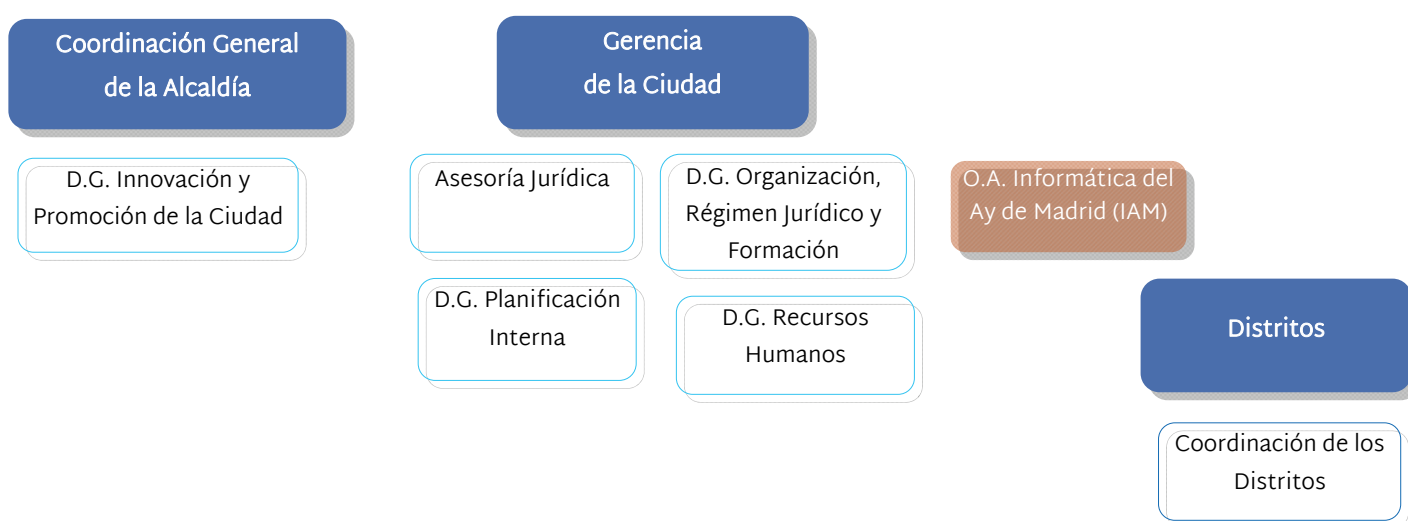 Coordinación General
de la Alcaldía
Gerencia
de la Ciudad
D.G. Innovación y
Promoción de la Ciudad
Asesoría Jurídica
D.G. Organización,
Régimen Jurídico y
Formación
O.A. Informática del
Ay de Madrid (IAM)
D.G. Planificación
Interna
D.G. Recursos
Humanos
Distritos
Coordinación de los
Distritos